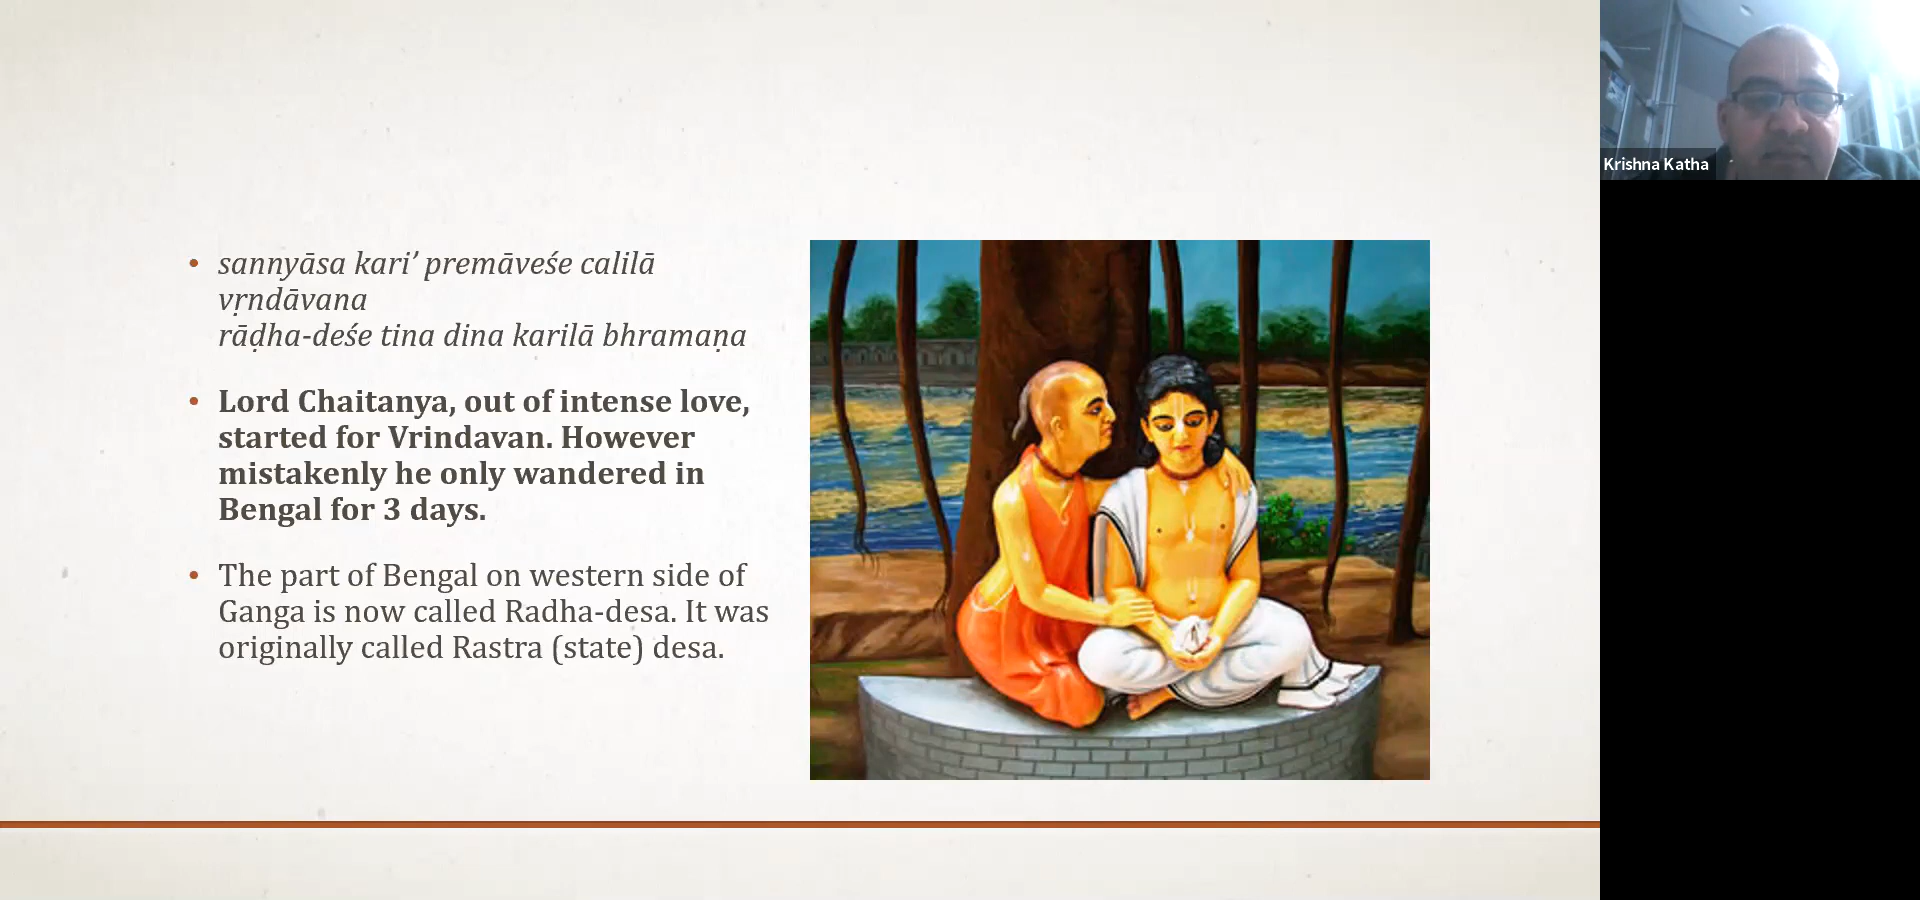 sannyāsa kari’ premāveśe calilā
vṛndāvana
rāḍha-deśe tina dina karilā bhramaṇa
Lord Chaitanya, out of intense love,
started for Vrindavan. However
mistakenly he only wandered in
Bengal for 3 days.
The part of Bengal on western side of
Ganga is now called Radha-desa. It was
originally called Rastra (state) desa.
Krishna Katha